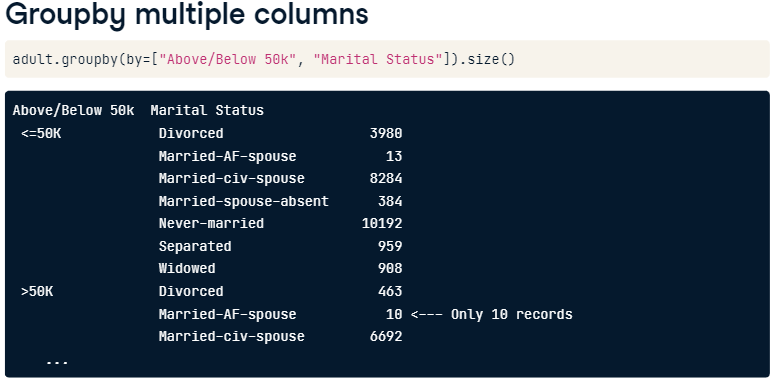 Groupby multiple columns
adult.groupby(by=["Above/Below 50k", "Marital Status"]).size()
Above/Below 50k  Marital Status
 <=50K            Divorced                  3980
                  Married-AF-spouse           13
                  Married-civ-spouse        8284
                  Married-spouse-absent      384
                  Never-married            10192
                  Separated                  959
                  Widowed                    908
 >50K             Divorced                   463
                  Married-AF-spouse           10 <--- Only 10 records
                  Married-civ-spouse        6692
    ...